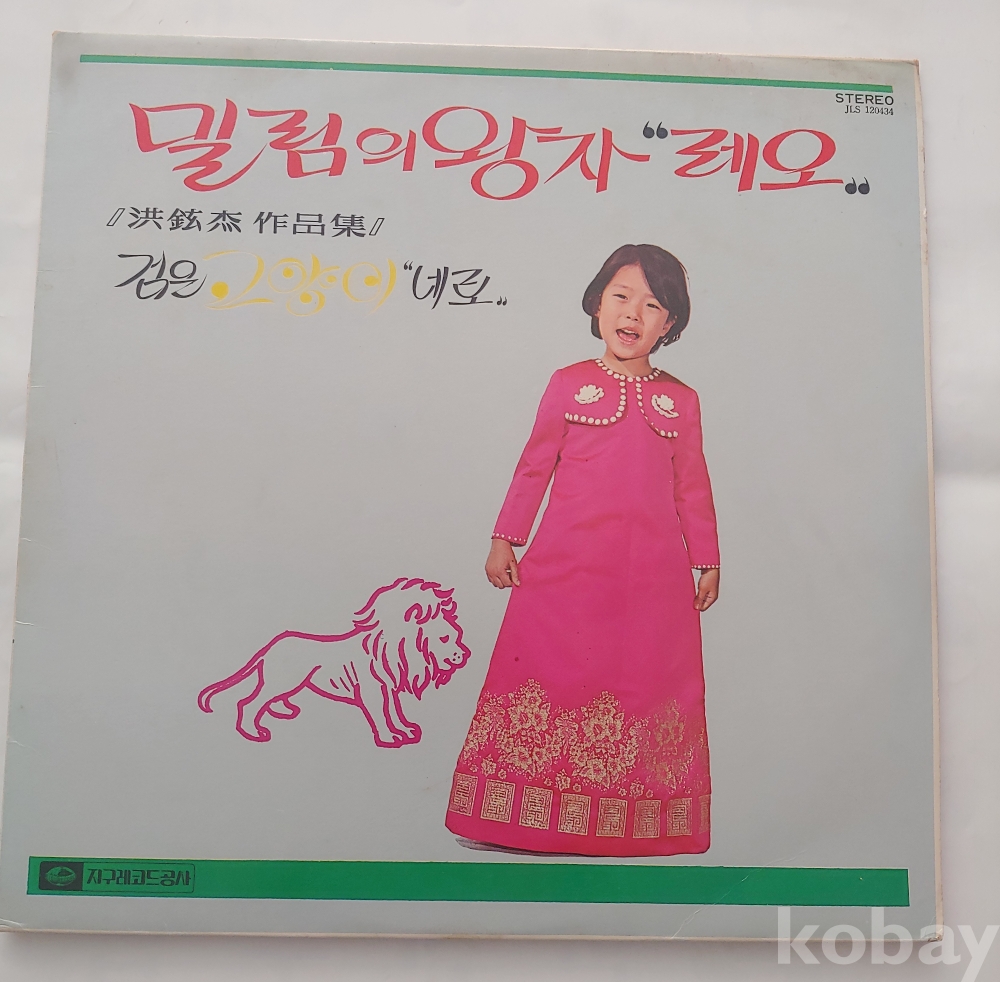 STEREO
JLS 120434
밀림의왕자“레오„
『洪鉉杰 作品集』
검은고양이“네로„
지구레코드공사
kobay